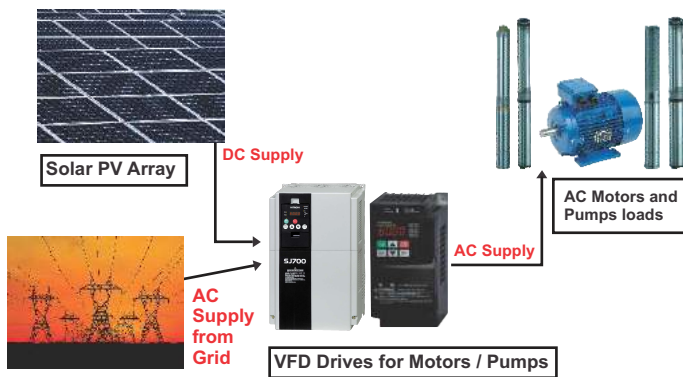 Solar PV Array
DC Supply
AC Supply
from
Grid
SJ700
VFD Drives for Motors / Pumps
AC Supply
AC Motors and
Pumps loads